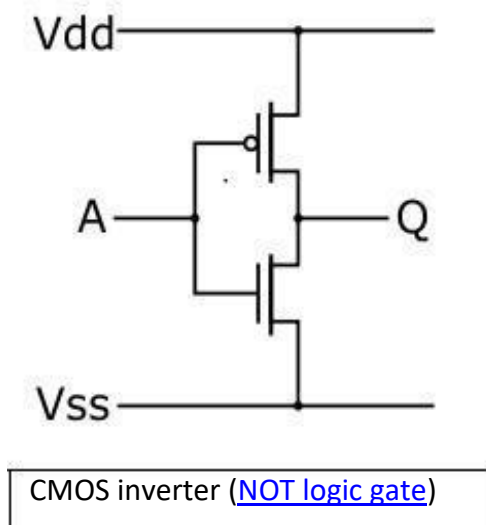 Vdd
A
Q
Vss
CMOS inverter (NOT logic gate)